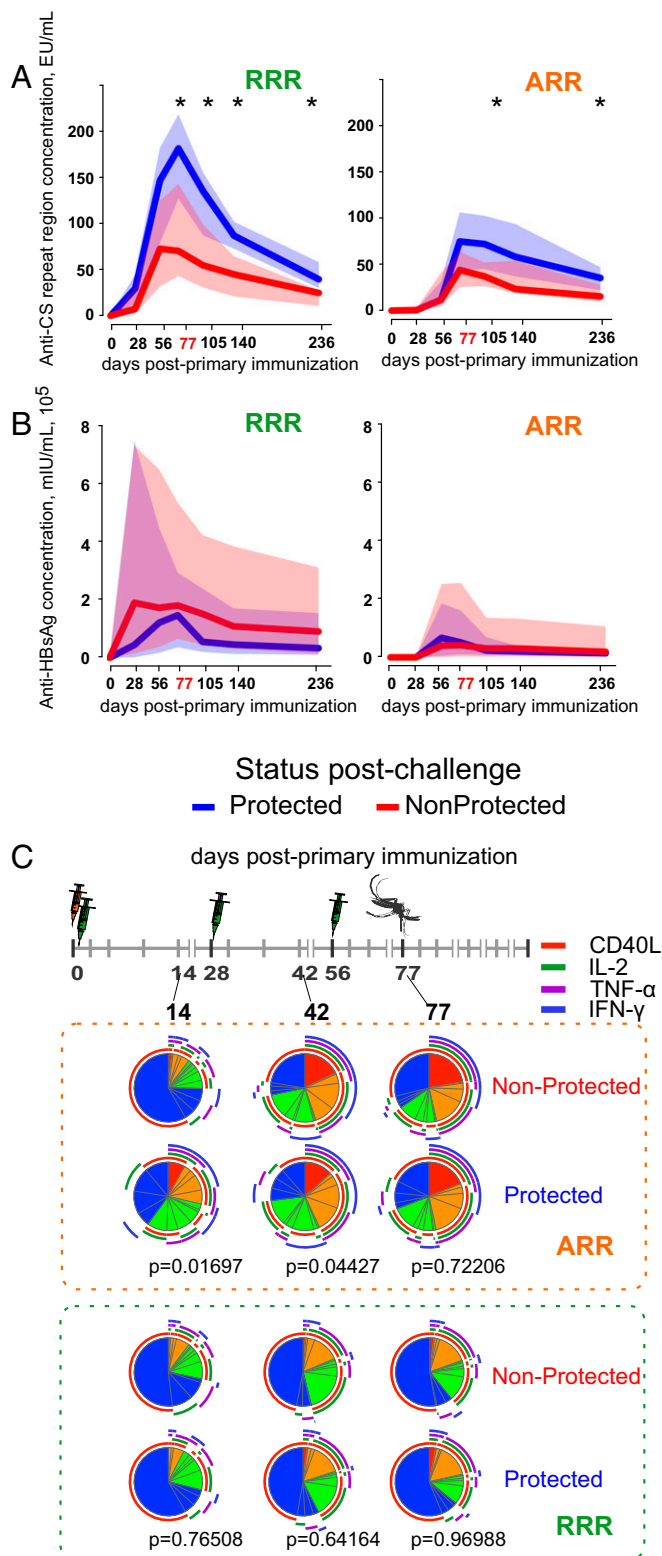 A
Anti-CS repeat region concentration, EU/mL
RRR
ARR
* * * *
* *
200
150
100
50
0
200
150
100
50
0
0 28 56 77 105 140 236
0 28 56 77 105 140 236
days post-primary immunization
days post-primary immunization
B
Anti-HBsAg concentration, mIU/mL, 10⁵
RRR
ARR
8
6
4
2
0
8
6
4
2
0
0 28 56 77 105 140 236
0 28 56 77 105 140 236
days post-primary immunization
days post-primary immunization
Status post-challenge
Protected NonProtected
C
days post-primary immunization
0 14 28 42 56 77
CD40L
IL-2
TNF-α
IFN-γ
14 42 77
Non-Protected
Protected
ARR
p=0.01697 p=0.04427 p=0.72206
Non-Protected
Protected
RRR
p=0.76508 p=0.64164 p=0.96988